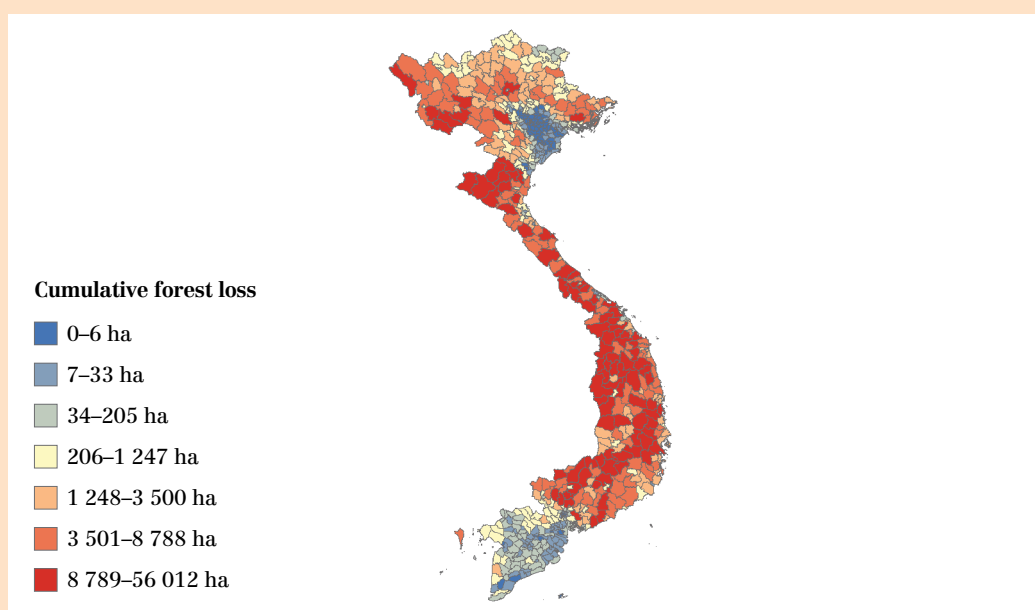 Cumulative forest loss
0–6 ha
7–33 ha
34–205 ha
206–1 247 ha
1 248–3 500 ha
3 501–8 788 ha
8 789–56 012 ha